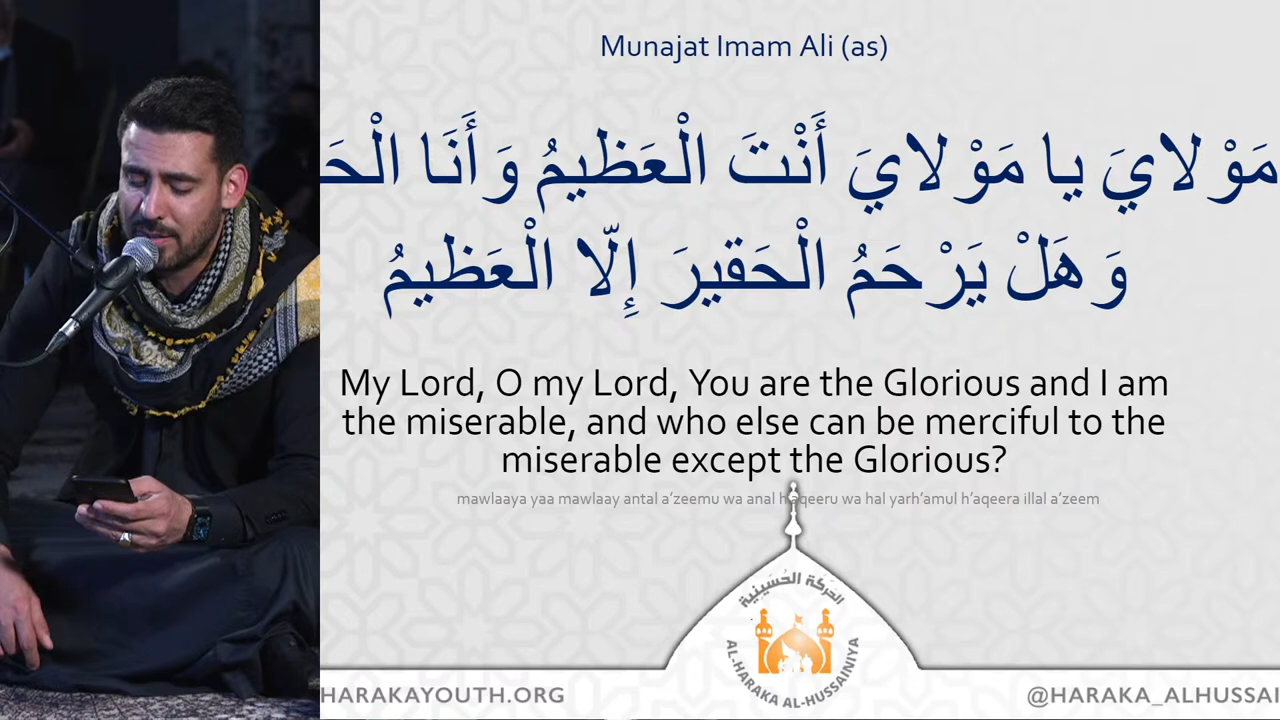 Munajat Imam Ali (as)
مَوْلايَ يا مَوْلايَ أَنْتَ الْعَظيمُ وَأَنَا الْحَ
وَهَلْ يَرْحَمُ الْحَقيرَ إِلّا الْعَظيمُ
My Lord, O my Lord, You are the Glorious and I am
the miserable, and who else can be merciful to the
miserable except the Glorious?
mawlaaya yaa mawlaay antal a'zeemu wa anal h'aqeeru wa hal yarh'amul h'aqeera illal a'zeem
الحركة الحُسَينية
AL-HARAKA AL-HUSSAINIYA
HARAKAYOUTH.ORG
@HARAKA_ALHUSSAI